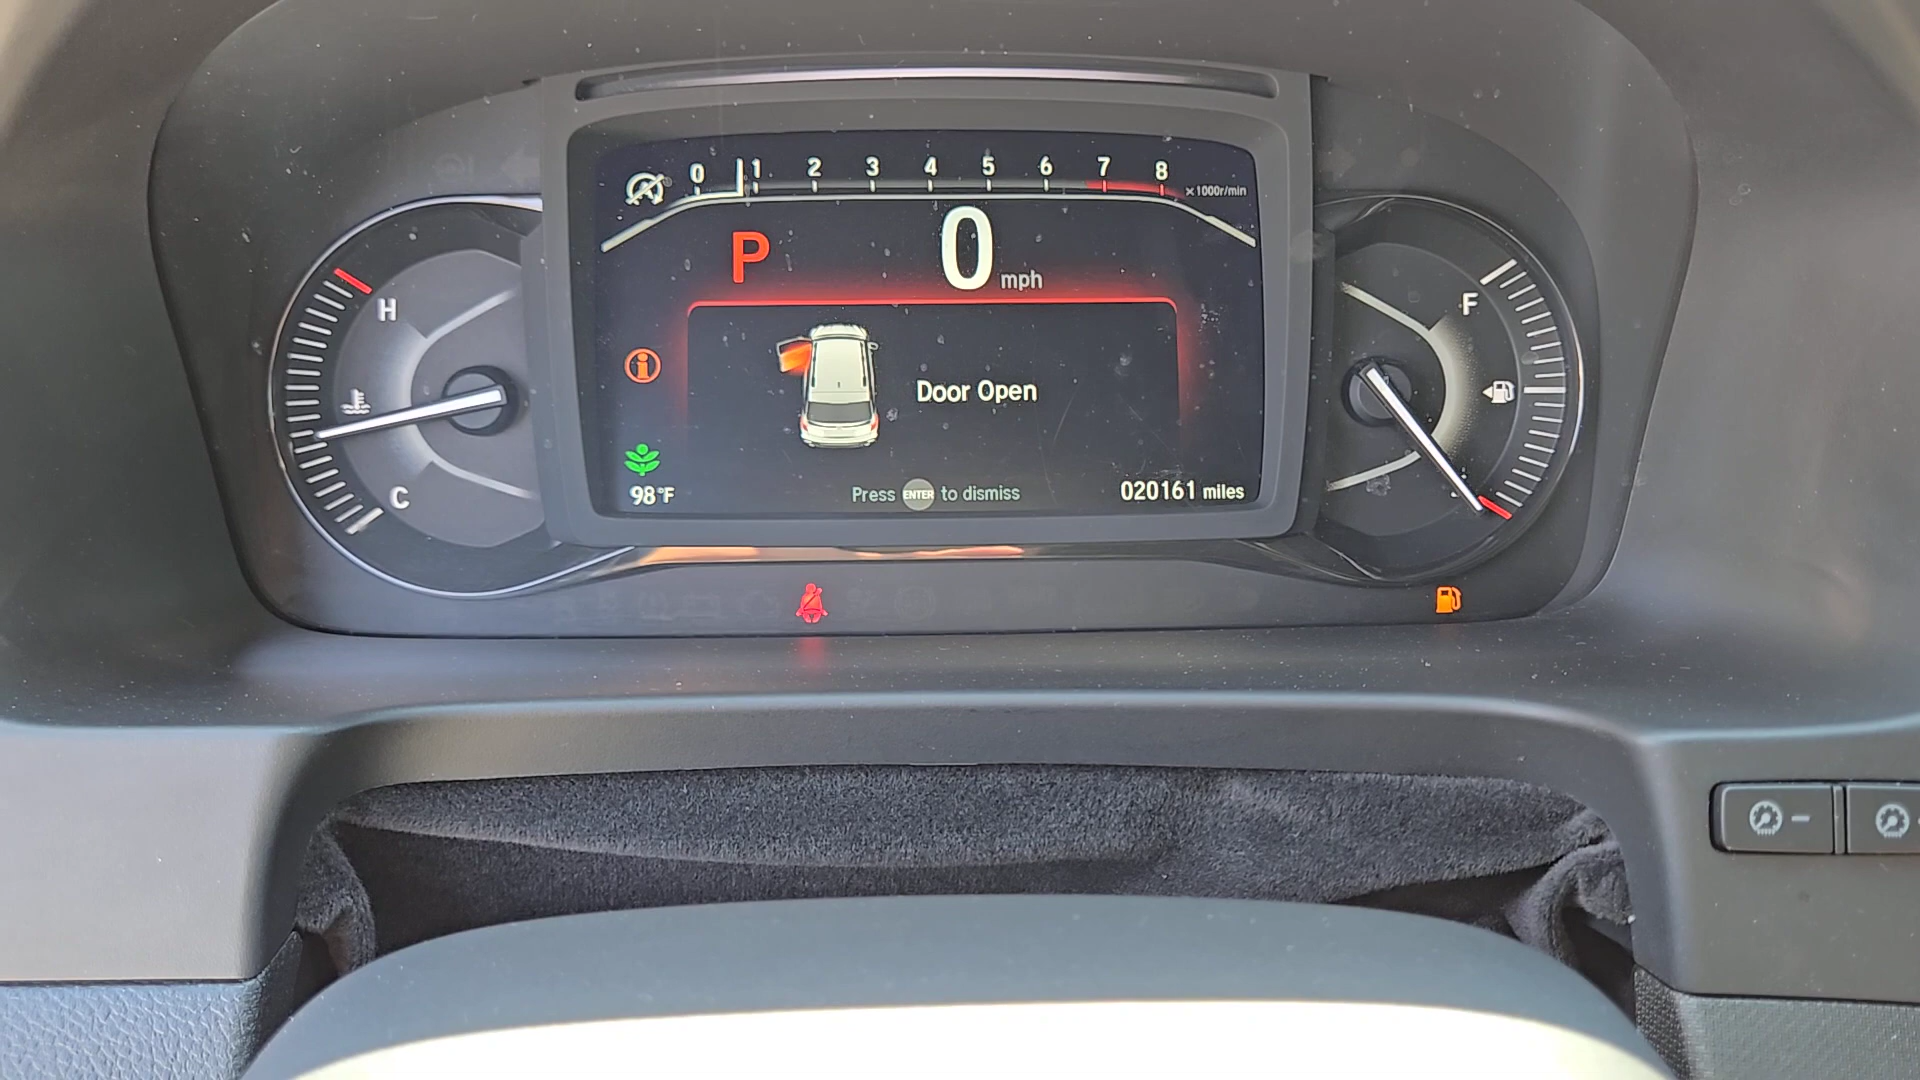 0 1 2 3 4 5 6 7 8
x1000r/min
P 0 mph
H
F
Door Open
C
98°F
Press ENTER to dismiss
020161 miles